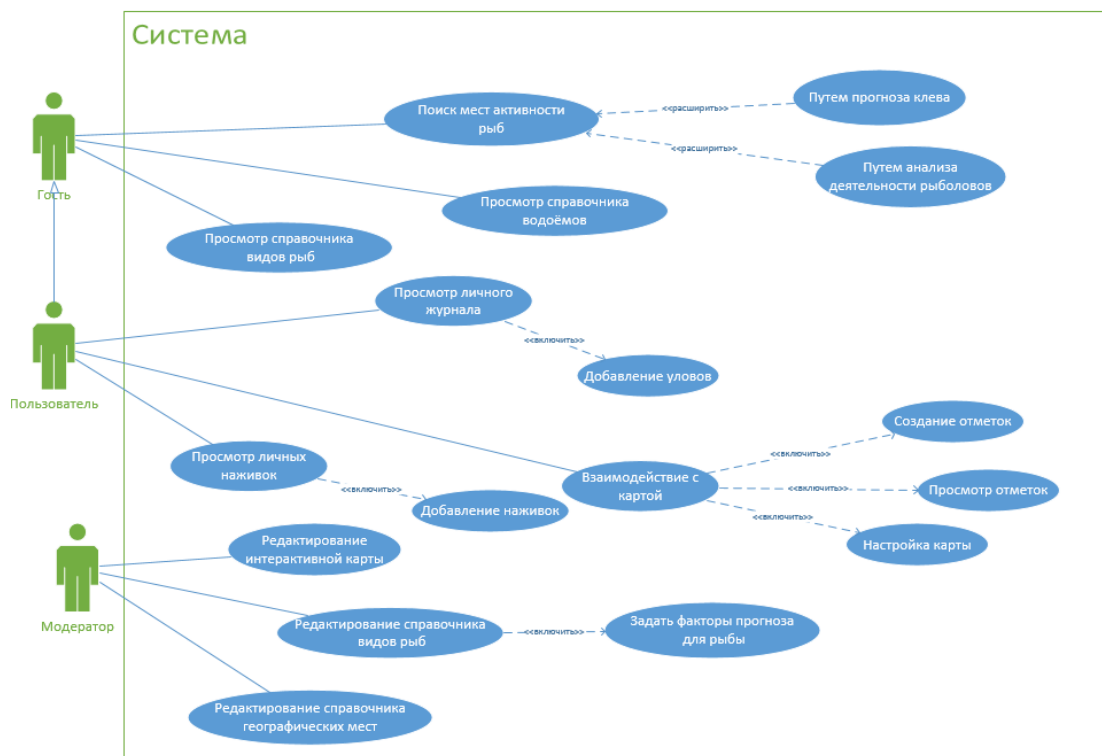 Система
Поиск мест активности
рыб
<<расширить>>
Путем прогноза клева
<<расширить>>
Путем анализа
деятельности рыболовов
Гость
Просмотр справочника
водоёмов
Просмотр справочника
видов рыб
Просмотр личного
журнала
<<включить>>
Добавление уловов
Пользователь
Создание отметок
<<включить>>
Просмотр личных
наживок
<<включить>>
Добавление наживок
Взаимодействие с
картой
<<включить>>
Просмотр отметок
<<включить>>
Настройка карты
Редактирование
интерактивной карты
Модератор
Редактирование справочника
видов рыб
<<включить>>
Задать факторы прогноза
для рыбы
Редактирование справочника
географических мест